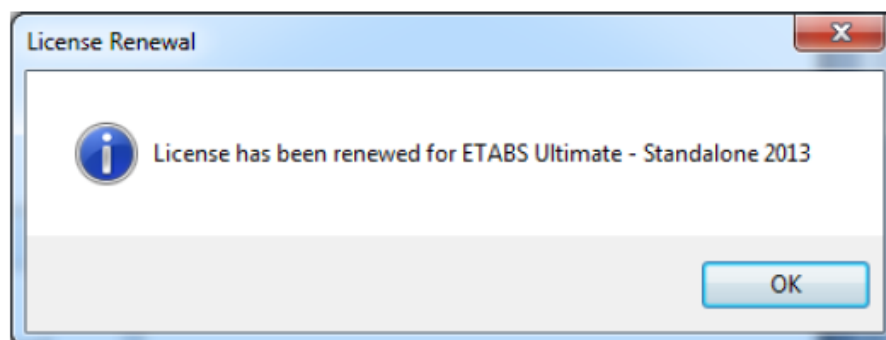 License Renewal
License has been renewed for ETABS Ultimate - Standalone 2013
OK